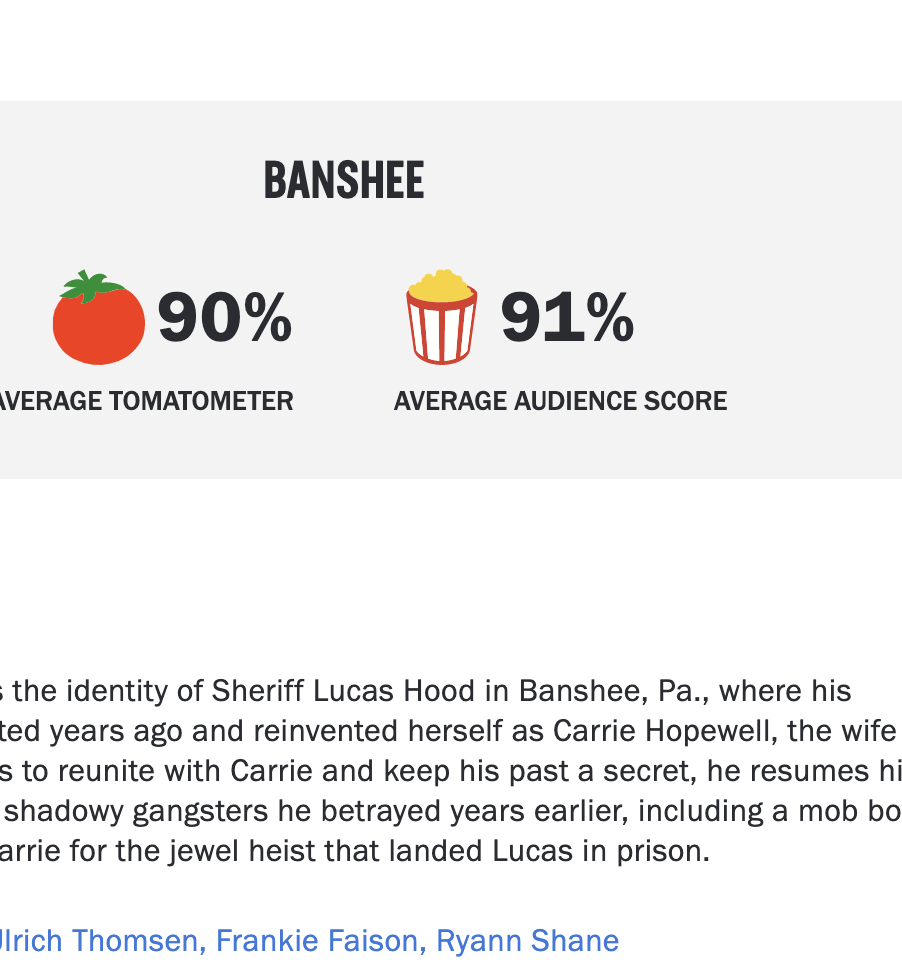 BANSHEE
90% 91%
AVERAGE TOMATOMETER AVERAGE AUDIENCE SCORE
s the identity of Sheriff Lucas Hood in Banshee, Pa., where his
ted years ago and reinvented herself as Carrie Hopewell, the wife
s to reunite with Carrie and keep his past a secret, he resumes hi
shadowy gangsters he betrayed years earlier, including a mob bo
arrie for the jewel heist that landed Lucas in prison.
Ulrich Thomsen, Frankie Faison, Ryann Shane